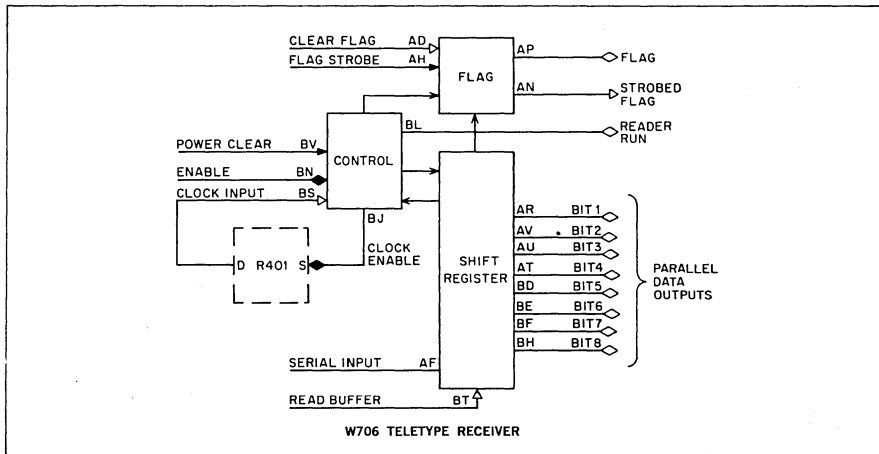 CLEAR FLAG AD
FLAG STROBE AH
FLAG
AP FLAG
AN STROBED FLAG
BL READER RUN
POWER CLEAR BV
ENABLE BN
CLOCK INPUT BS
CONTROL
BJ
CLOCK ENABLE
D R401 S
SHIFT REGISTER
AR BIT1
AV BIT2
AU BIT3
AT BIT4
BD BIT5
BE BIT6
BF BIT7
BH BIT8
PARALLEL DATA OUTPUTS
SERIAL INPUT AF
READ BUFFER BT
W706 TELETYPE RECEIVER